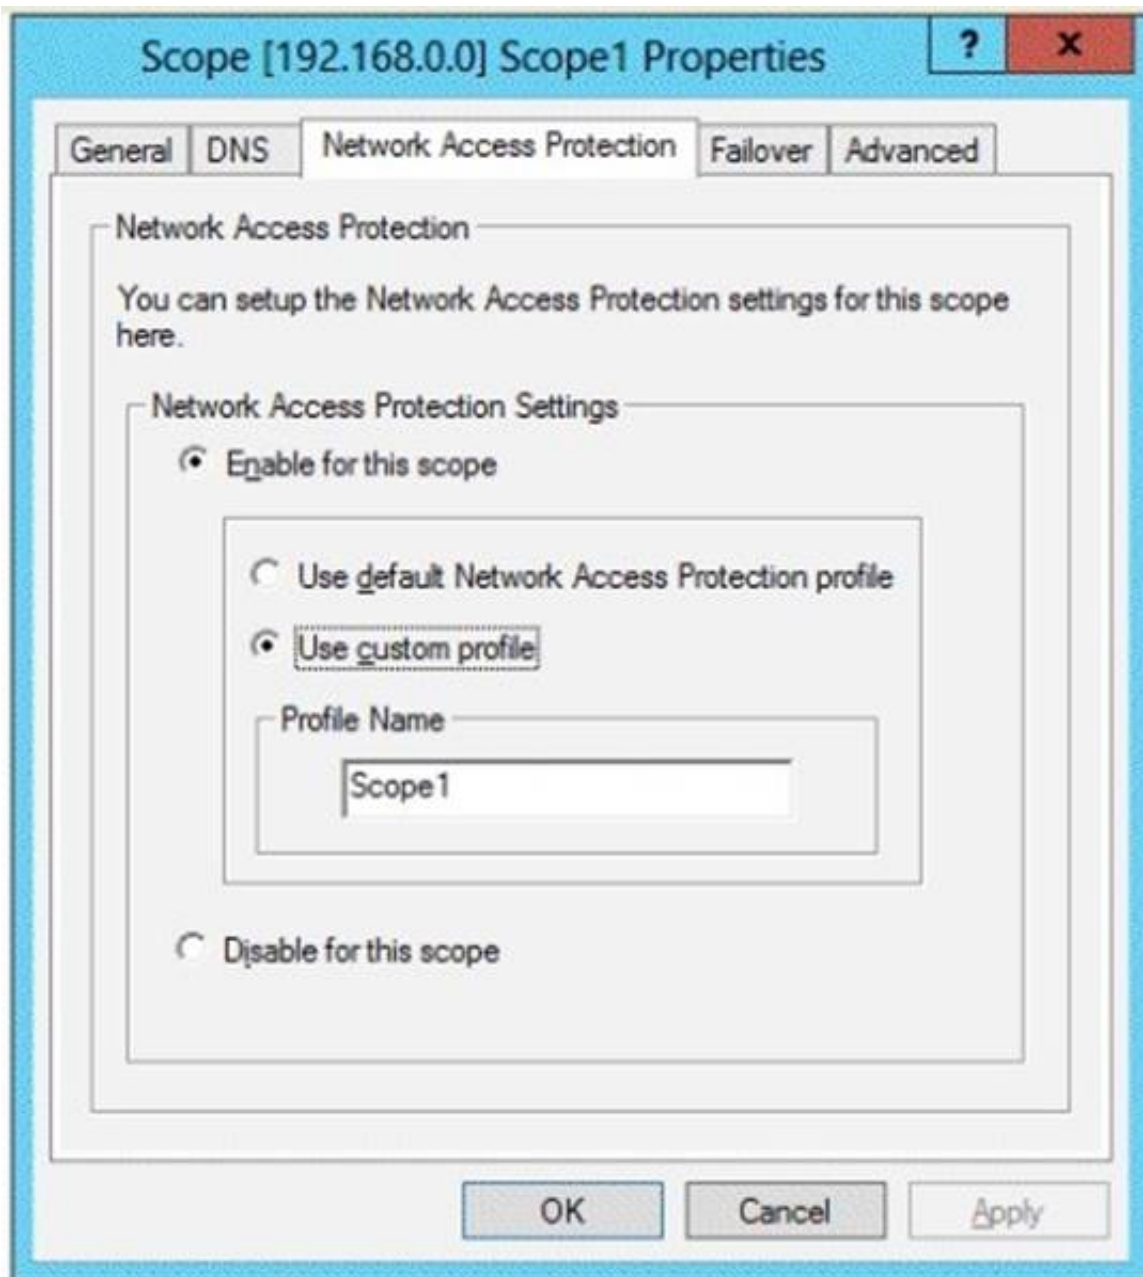 Scope [192.168.0.0] Scope1 Properties
?
x
General
DNS
Network Access Protection
Failover
Advanced
Network Access Protection
You can setup the Network Access Protection settings for this scope
here.
Network Access Protection Settings
Enable for this scope
Use default Network Access Protection profile
Use custom profile
Profile Name
Scope1
Disable for this scope
OK
Cancel
Apply